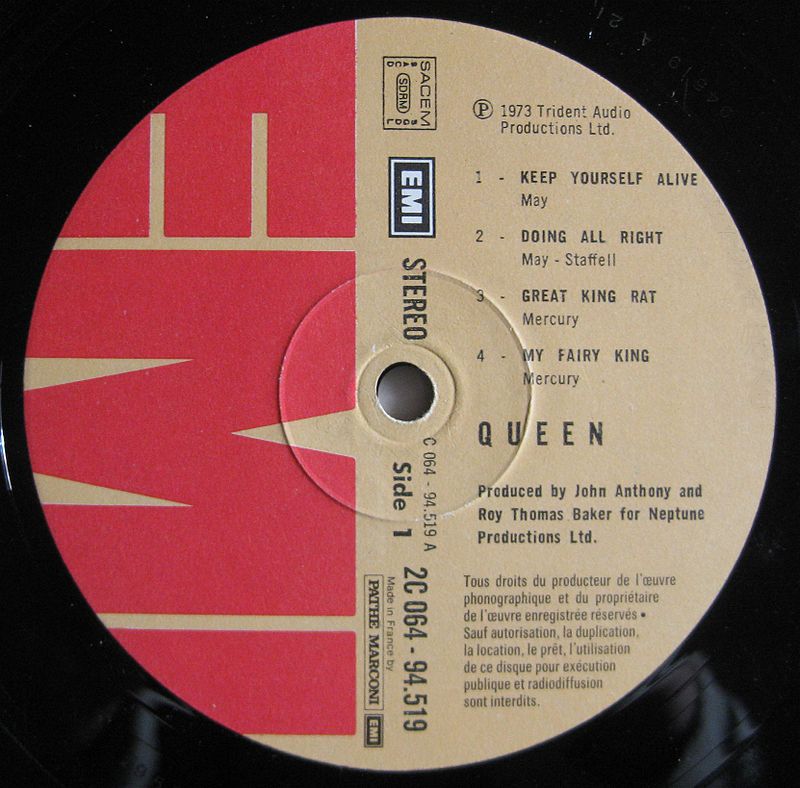 SACEM
SDRM
SACD
SGDL
EMI
STEREO
C 064 - 94.519 A
Side 1
2C 064 - 94.519
Made in France by
PATHÉ MARCONI
EMI
Ⓟ 1973 Trident Audio
Productions Ltd.
1 - KEEP YOURSELF ALIVE
May
2 - DOING ALL RIGHT
May - Staffell
3 - GREAT KING RAT
Mercury
4 - MY FAIRY KING
Mercury
QUEEN
Produced by John Anthony and
Roy Thomas Baker for Neptune
Productions Ltd.
Tous droits du producteur de l'œuvre
phonographique et du propriétaire
de l'œuvre enregistrée réservés •
Sauf autorisation, la duplication,
la location, le prêt, l'utilisation
de ce disque pour exécution
publique et radiodiffusion
sont interdits.
EMI